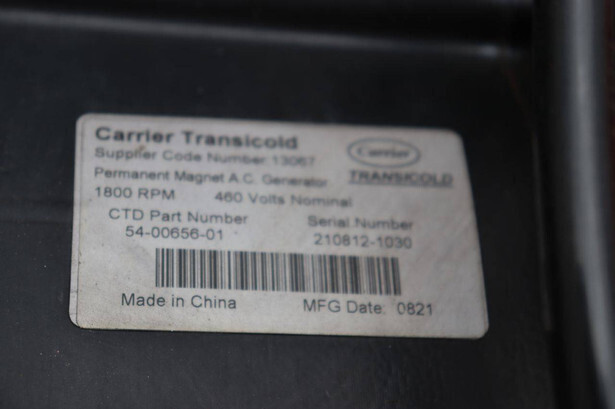 Carrier Transicold
Supplier Code Number 13067
Carrier
TRANSICOLD
Permanent Magnet A.C. Generator
1800 RPM 460 Volts Nominal
CTD Part Number Serial Number
54-00656-01 210812-1030
Made in China MFG Date: 0821